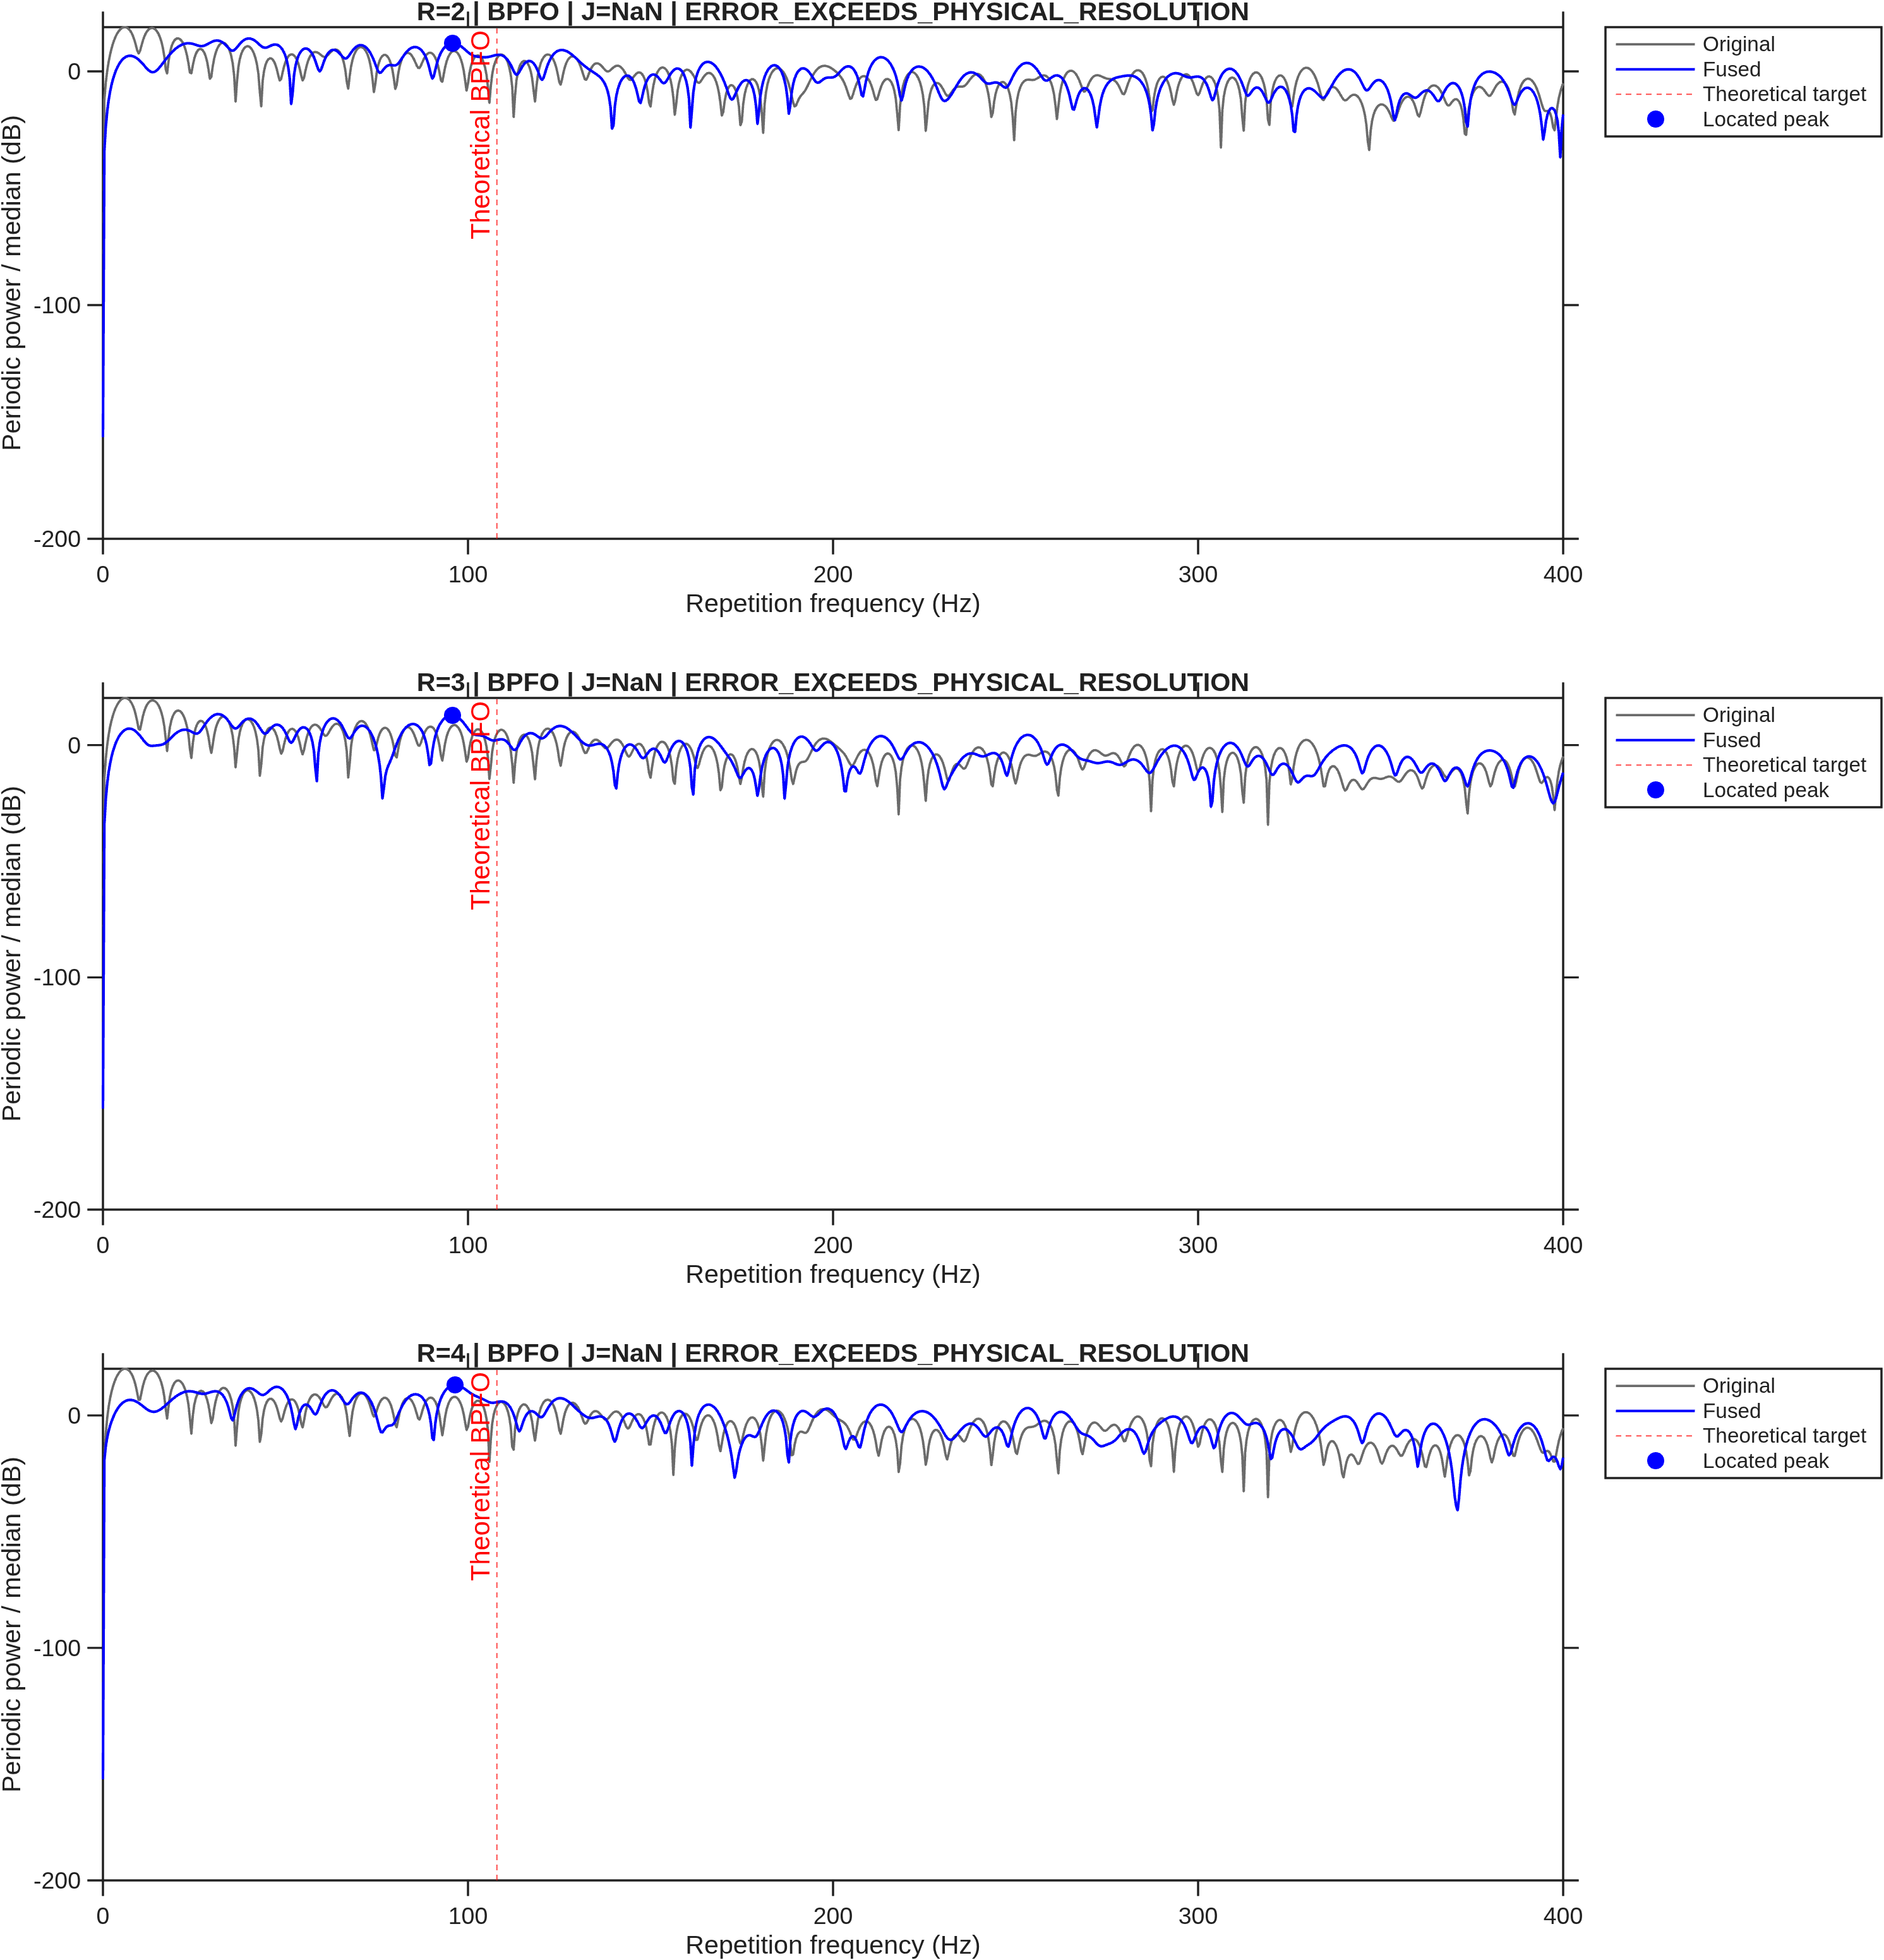 R=2 | BPFO | J=NaN | ERROR_EXCEEDS_PHYSICAL_RESOLUTION
Original
Fused
Theoretical target
Located peak
Theoretical BPFO
Periodic power / median (dB)
0
-100
-200
0 100 200 300 400
Repetition frequency (Hz)
R=3 | BPFO | J=NaN | ERROR_EXCEEDS_PHYSICAL_RESOLUTION
Original
Fused
Theoretical target
Located peak
Theoretical BPFO
Periodic power / median (dB)
0
-100
-200
0 100 200 300 400
Repetition frequency (Hz)
R=4 | BPFO | J=NaN | ERROR_EXCEEDS_PHYSICAL_RESOLUTION
Original
Fused
Theoretical target
Located peak
Theoretical BPFO
Periodic power / median (dB)
0
-100
-200
0 100 200 300 400
Repetition frequency (Hz)